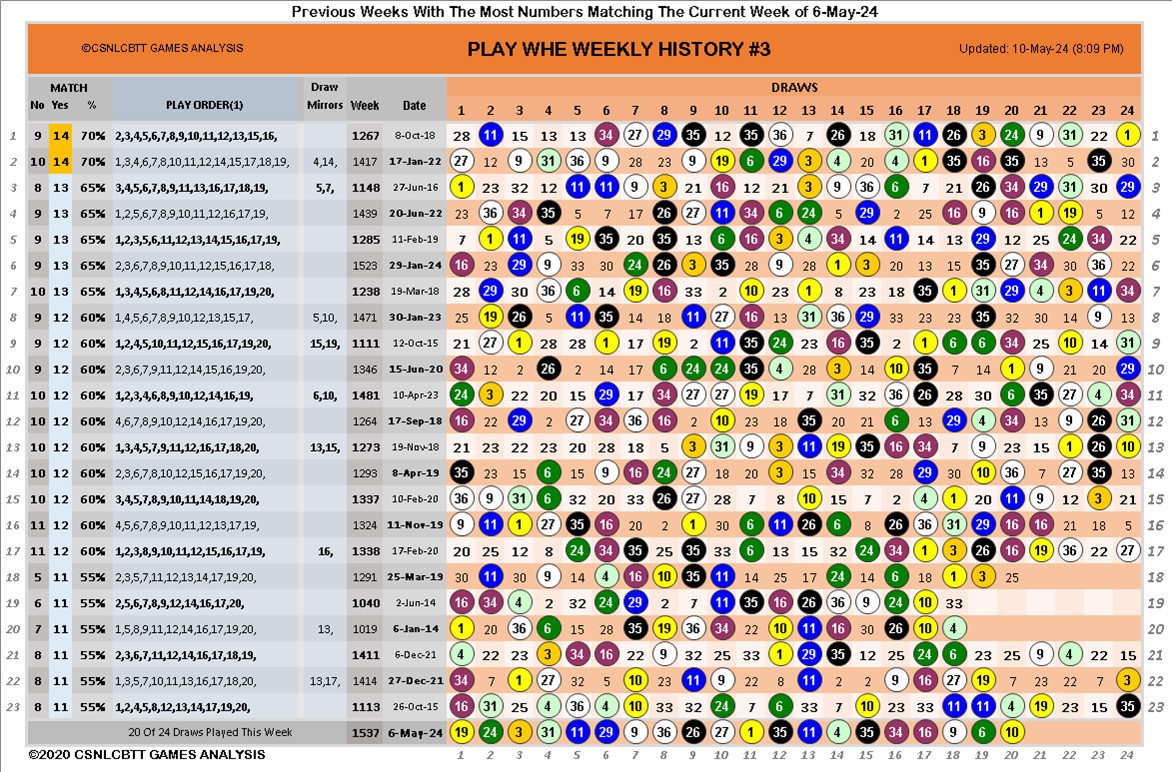 Previous Weeks With The Most Numbers Matching The Current Week of 6-May-24
©CSNLCBTT GAMES ANALYSIS PLAY WHE WEEKLY HISTORY #3 Updated: 10-May-24 (8:09 PM)
MATCH Draw DRAWS
No Yes % PLAY ORDER(1) Mirrors Week Date 1 2 3 4 5 6 7 8 9 10 11 12 13 14 15 16 17 18 19 20 21 22 23 24
1 9 14 70% 2,3,4,5,6,7,8,9,10,11,12,13,15,16, 1267 8-Oct-18 28 11 15 13 13 34 27 29 35 12 35 36 7 26 18 31 11 26 3 24 9 31 22 1 1
2 10 14 70% 1,3,4,6,7,8,10,11,12,14,15,17,18,19, 4,14, 1417 17-Jan-22 27 12 9 31 36 9 28 23 9 19 6 29 3 4 20 4 1 35 16 35 13 5 35 30 2
3 8 13 65% 3,4,5,6,7,8,9,11,13,16,17,18,19, 5,7, 1148 27-Jun-16 1 23 32 12 11 11 9 3 21 16 12 21 3 9 36 6 7 21 26 34 29 31 30 29 3
4 9 13 65% 1,2,5,6,7,8,9,10,11,12,16,17,19, 1439 20-Jun-22 23 36 34 35 5 7 17 26 27 11 34 6 24 5 29 2 25 16 9 16 1 19 5 12 4
5 9 13 65% 1,2,3,5,6,11,12,13,14,15,16,17,19, 1285 11-Feb-19 7 1 11 5 19 35 20 35 13 6 16 3 4 34 14 11 14 13 29 12 25 24 34 22 5
6 9 13 65% 2,3,6,7,8,9,10,11,12,15,16,17,18, 1523 29-Jan-24 16 23 29 9 33 30 24 26 3 35 28 9 28 1 3 20 13 15 35 27 34 30 36 22 6
7 10 13 65% 1,3,4,5,6,8,11,12,14,16,17,19,20, 1238 19-Mar-18 28 29 30 36 6 14 19 16 33 2 10 23 1 8 23 18 35 1 31 29 4 3 11 34 7
8 9 12 60% 1,4,5,6,7,8,9,10,12,13,15,17, 5,10, 1471 30-Jan-23 2 19 26 5 11 35 14 18 11 27 16 13 31 36 29 33 23 23 35 32 30 14 9 13 8
9 9 12 60% 1,2,4,5,10,11,12,15,16,17,19,20, 15,19, 1111 12-Oct-15 21 27 1 28 28 1 17 19 2 11 35 24 23 16 35 2 1 6 6 34 25 10 14 31 9
10 9 12 60% 2,3,6,7,9,11,12,14,15,16,19,20, 1346 15-Jun-20 34 12 2 26 2 14 17 6 24 24 35 4 28 3 14 10 35 7 14 1 9 21 20 29 10
11 10 12 60% 1,2,3,4,6,8,9,10,12,14,16,19, 6,10, 1481 10-Apr-23 24 3 22 20 15 29 17 34 27 27 19 17 7 31 32 36 26 28 30 6 35 27 4 34 11
12 10 12 60% 4,6,7,8,9,10,12,14,16,17,19,20, 1264 17-Sep-18 16 12 29 2 27 34 36 16 2 10 23 18 35 12 15 6 13 29 4 34 12 9 26 31 12
13 10 12 60% 1,3,4,5,7,9,11,12,16,17,18,20, 13,15, 1273 19-Nov-18 21 23 22 23 20 28 18 5 3 31 9 3 11 19 35 16 34 7 9 23 15 1 26 10 13
14 10 12 60% 2,3,6,7,8,10,12,15,16,17,19,20, 1293 8-Apr-19 35 23 15 6 15 9 16 24 27 18 20 3 15 34 32 28 29 30 10 36 7 27 35 14 14
15 10 12 60% 3,4,5,7,8,9,10,11,14,18,19,20, 1337 10-Feb-20 36 9 31 6 32 20 33 26 27 28 7 8 10 15 7 2 4 1 20 11 9 12 3 21 15
16 11 12 60% 4,5,6,7,8,9,10,11,12,13,17,19, 1324 11-Nov-19 9 11 1 27 35 16 20 2 1 30 6 11 26 6 8 26 36 31 29 16 16 21 18 5 16
17 11 12 60% 1,2,3,8,9,10,11,12,15,16,17,19, 16, 1338 17-Feb-20 20 25 12 8 24 34 35 25 35 33 6 13 15 32 24 34 1 3 26 16 19 36 22 27 17
18 5 11 55% 2,3,5,7,11,12,13,14,17,19,20, 1291 25-Mar-19 30 11 30 9 14 4 16 10 35 11 14 25 17 24 14 6 18 1 3 25 18
19 6 11 55% 2,5,6,7,8,9,12,14,16,17,20, 1040 2-Jun-14 16 34 4 2 32 24 29 2 7 11 35 16 26 36 9 24 10 33 19
20 7 11 55% 1,5,8,9,11,12,14,16,17,19,20, 13, 1019 6-Jan-14 1 20 36 6 15 28 35 19 36 34 22 10 11 16 30 26 10 4 20
21 8 11 55% 2,3,6,7,11,12,14,16,17,18,19, 1411 6-Dec-21 4 22 23 3 34 16 22 9 32 25 33 1 29 35 12 25 24 6 23 25 9 4 22 15 21
22 8 11 55% 1,3,5,7,10,11,13,16,17,18,20, 13,17, 1414 27-Dec-21 34 7 1 27 32 5 10 23 11 9 22 8 11 2 2 9 16 27 19 7 23 22 7 3 22
23 8 11 55% 1,2,4,5,8,12,13,14,17,19,20, 1113 26-Oct-15 16 31 25 4 36 4 10 33 32 24 13 6 33 7 10 23 33 11 11 4 19 23 15 35 23
20 Of 24 Draws Played This Week 1537 6-May-24 19 24 3 31 11 29 9 36 26 27 1 35 11 4 35 34 16 9 6 10
©2020 CSNLCBTT GAMES ANALYSIS 1 2 3 4 5 6 7 8 9 10 11 12 13 14 15 16 17 18 19 20 21 22 23 24